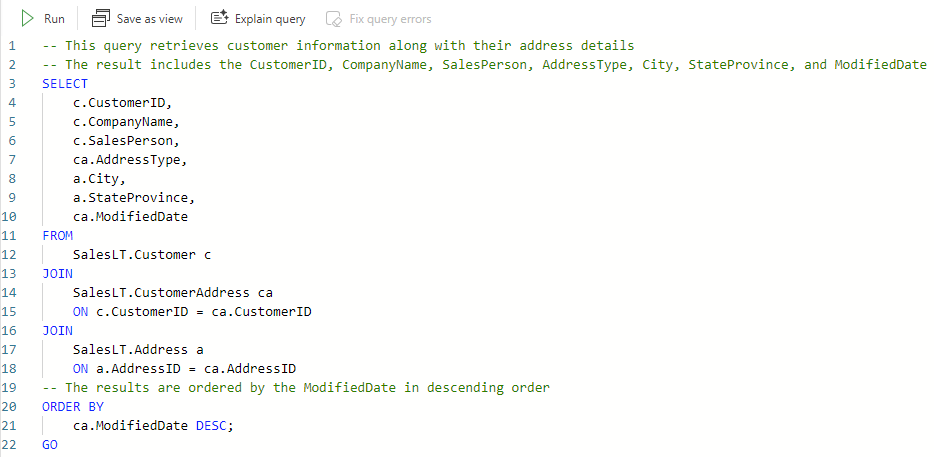 Run Save as view Explain query Fix query errors
1 -- This query retrieves customer information along with their address details
2 -- The result includes the CustomerID, CompanyName, SalesPerson, AddressType, City, StateProvince, and ModifiedDate
3 SELECT
4 c.CustomerID,
5 c.CompanyName,
6 c.SalesPerson,
7 ca.AddressType,
8 a.City,
9 a.StateProvince,
10 ca.ModifiedDate
11 FROM
12 SalesLT.Customer c
13 JOIN
14 SalesLT.CustomerAddress ca
15 ON c.CustomerID = ca.CustomerID
16 JOIN
17 SalesLT.Address a
18 ON a.AddressID = ca.AddressID
19 -- The results are ordered by the ModifiedDate in descending order
20 ORDER BY
21 ca.ModifiedDate DESC;
22 GO